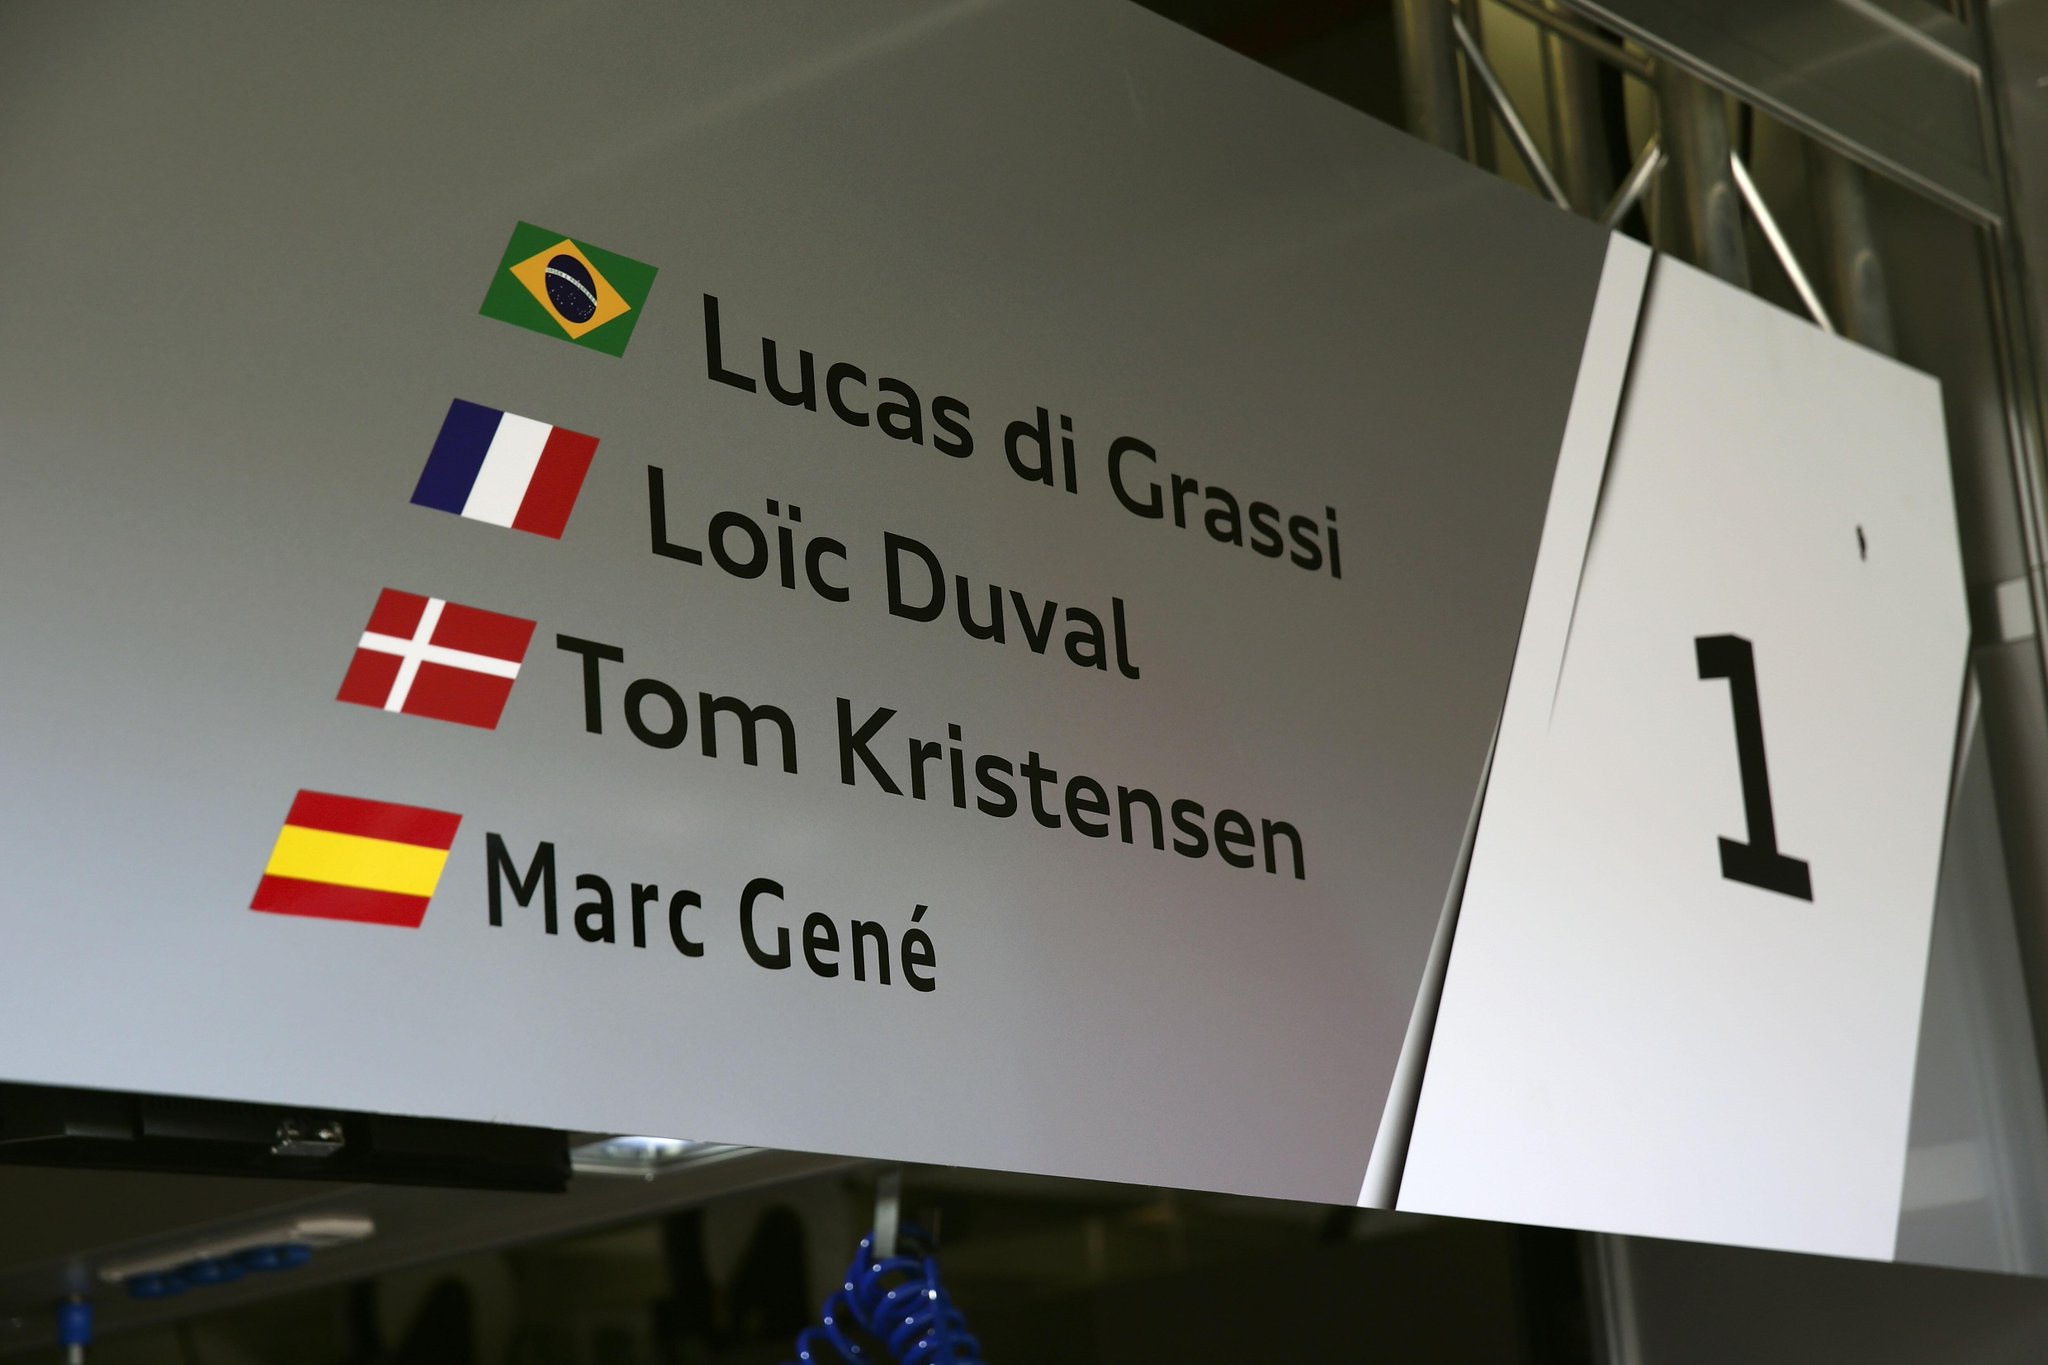 Lucas di Grassi
Loïc Duval
Tom Kristensen
Marc Gené
1